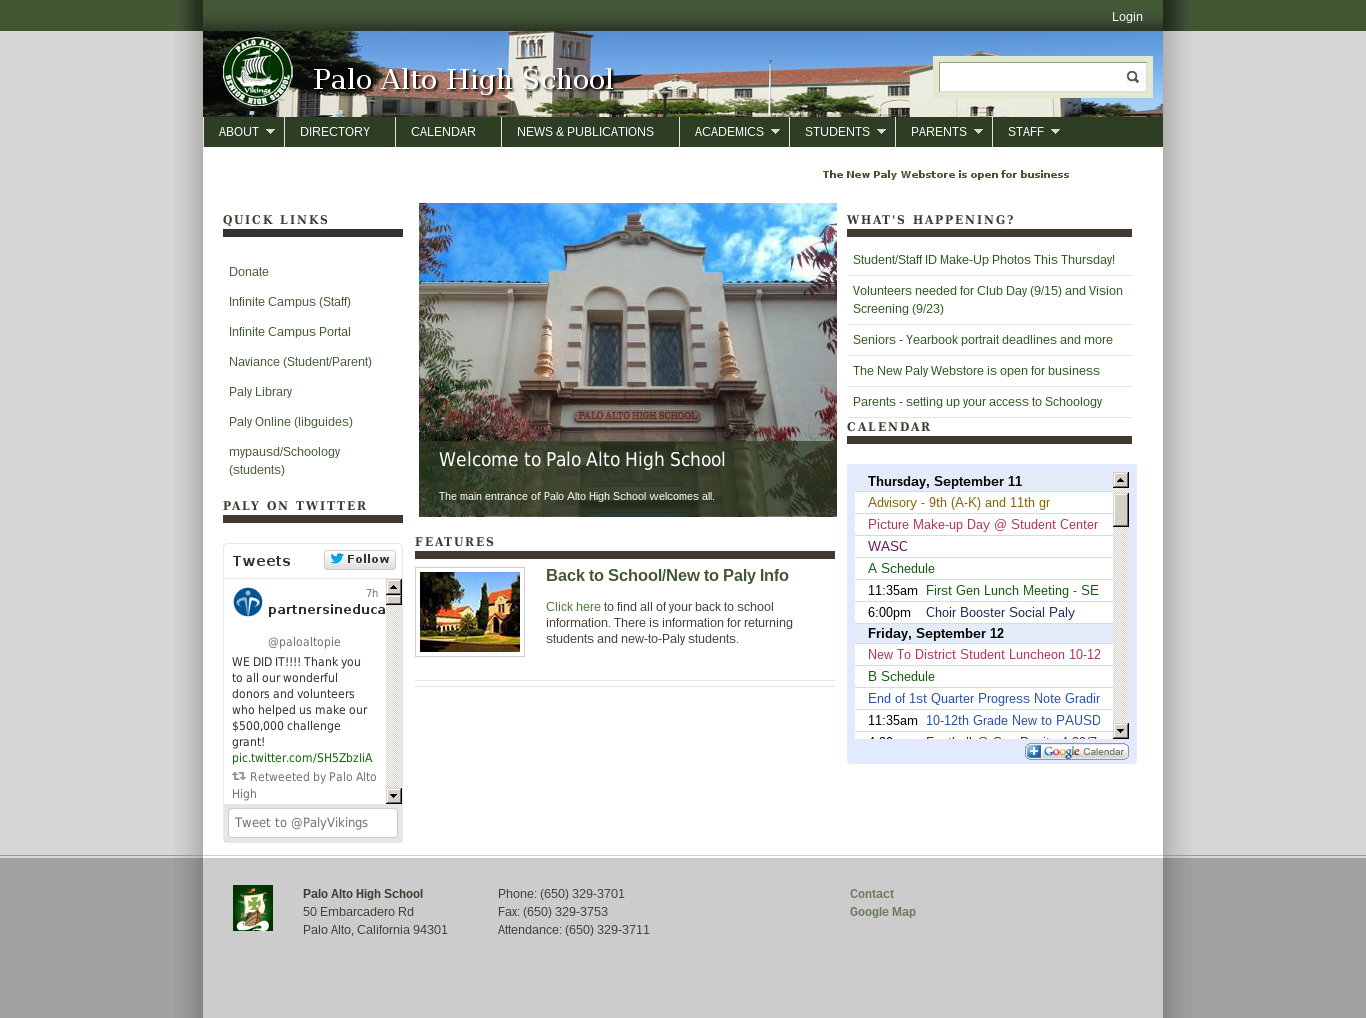 Login
PALO ALTO
Vikings
SENIOR HIGH SCHOOL
Palo Alto High School
ABOUT
DIRECTORY
CALENDAR
NEWS & PUBLICATIONS
ACADEMICS
STUDENTS
PARENTS
STAFF
The New Paly Webstore is open for business
QUICK LINKS
Donate
Infinite Campus (Staff)
Infinite Campus Portal
Naviance (Student/Parent)
Paly Library
Paly Online (libguides)
mypausd/Schoology
(students)
PALY ON TWITTER
Tweets
Follow
7h
partnersineduca
@paloaltopie
WE DID IT!!!! Thank you
to all our wonderful
donors and volunteers
who helped us make our
$500,000 challenge
grant!
pic.twitter.com/SH5ZbzIiA
Retweeted by Palo Alto
High
Tweet to @PalyVikings
PALO ALTO HIGH SCHOOL
Welcome to Palo Alto High School
The main entrance of Palo Alto High School welcomes all.
FEATURES
Back to School/New to Paly Info
Click here to find all of your back to school
information. There is information for returning
students and new-to-Paly students.
WHAT'S HAPPENING?
Student/Staff ID Make-Up Photos This Thursday!
Volunteers needed for Club Day (9/15) and Vision
Screening (9/23)
Seniors - Yearbook portrait deadlines and more
The New Paly Webstore is open for business
Parents - setting up your access to Schoology
CALENDAR
Thursday, September 11
Advisory - 9th (A-K) and 11th gr
Picture Make-up Day @ Student Center
WASC
A Schedule
11:35am First Gen Lunch Meeting - SE
6:00pm Choir Booster Social Paly
Friday, September 12
New To District Student Luncheon 10-12
B Schedule
End of 1st Quarter Progress Note Gradin
11:35am 10-12th Grade New to PAUSD
Google Calendar
Palo Alto High School
50 Embarcadero Rd
Palo Alto, California 94301
Phone: (650) 329-3701
Fax: (650) 329-3753
Attendance: (650) 329-3711
Contact
Google Map